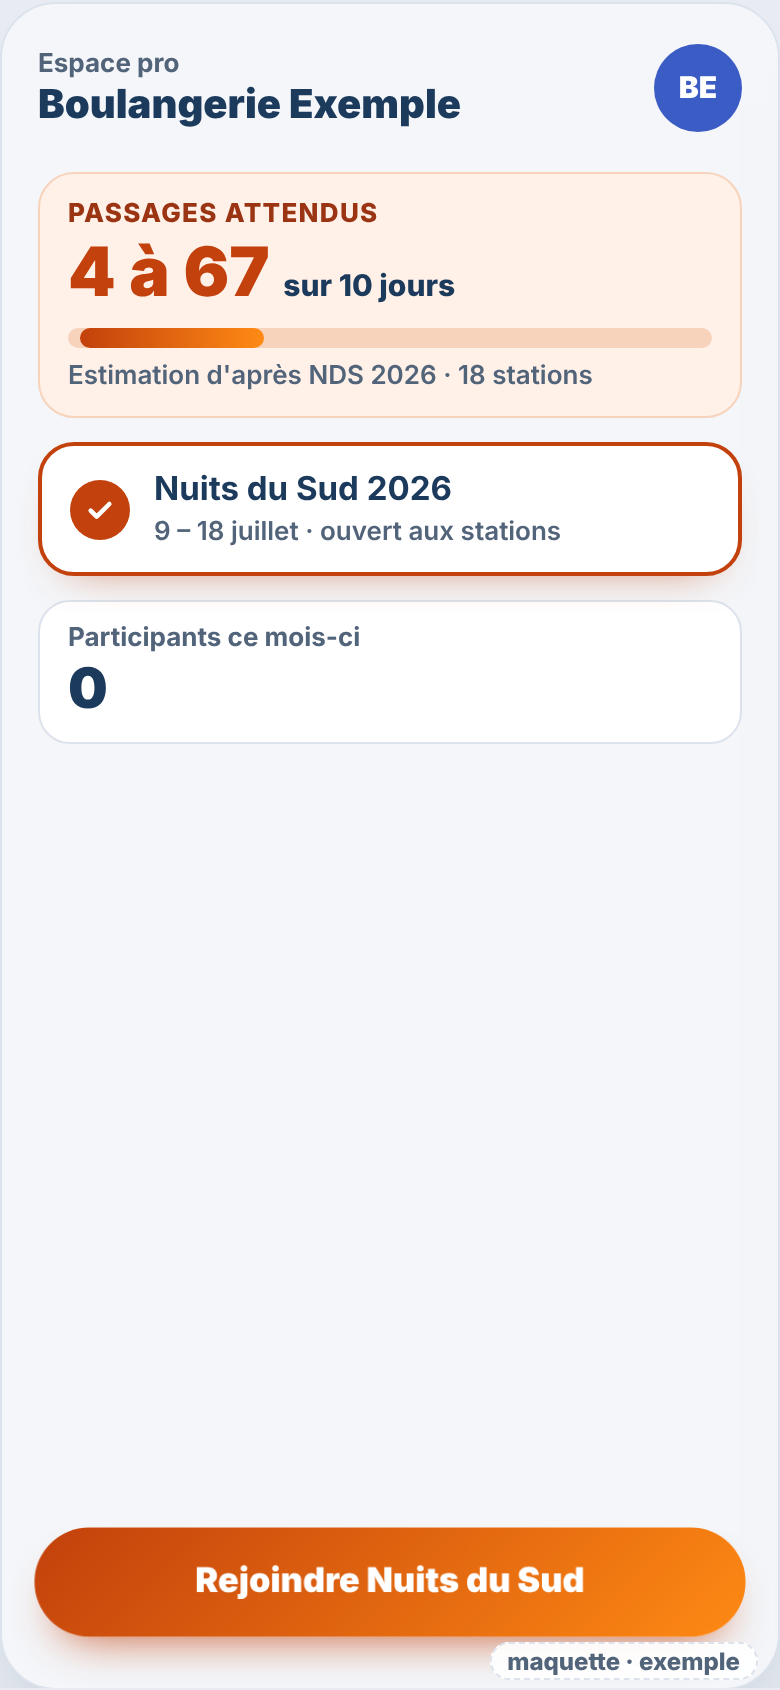 Espace pro
Boulangerie Exemple
BE
PASSAGES ATTENDUS
4 à 67 sur 10 jours
Estimation d'après NDS 2026 · 18 stations
Nuits du Sud 2026
9 – 18 juillet · ouvert aux stations
Participants ce mois-ci
0
Rejoindre Nuits du Sud
maquette · exemple